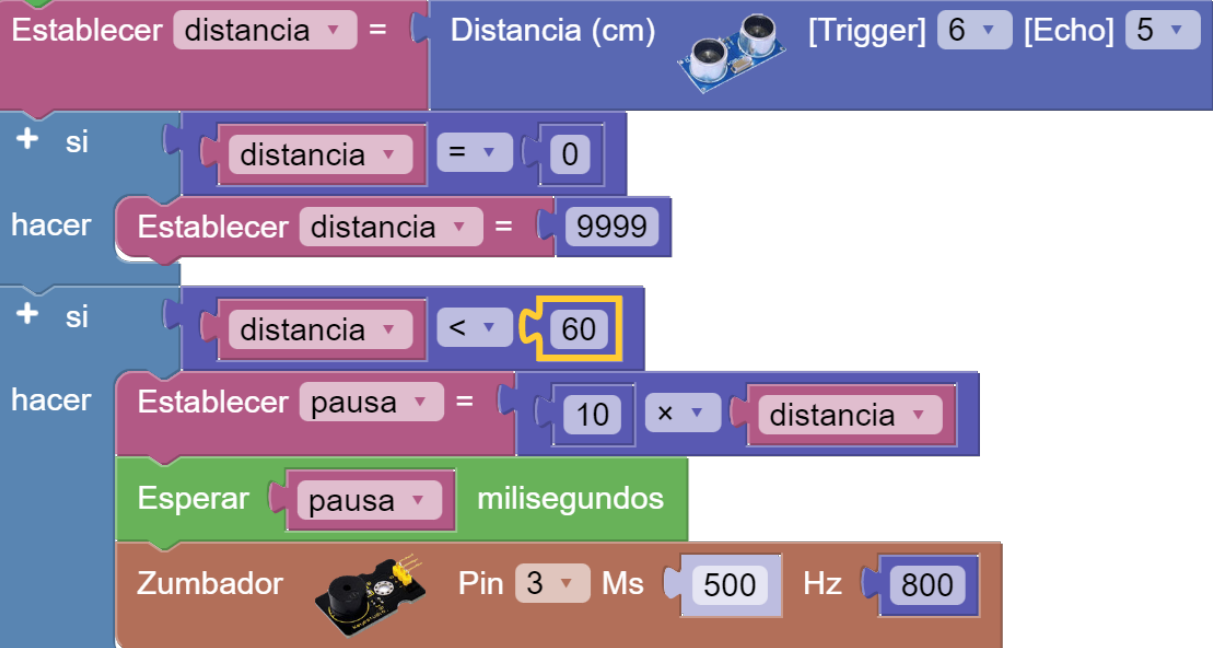 Establecer distancia = Distancia (cm) [Trigger] 6 [Echo] 5
+ si distancia = 0
hacer Establecer distancia = 9999
+ si distancia < 60
hacer Establecer pausa = 10 × distancia
Esperar pausa milisegundos
Zumbador Pin 3 Ms 500 Hz 800